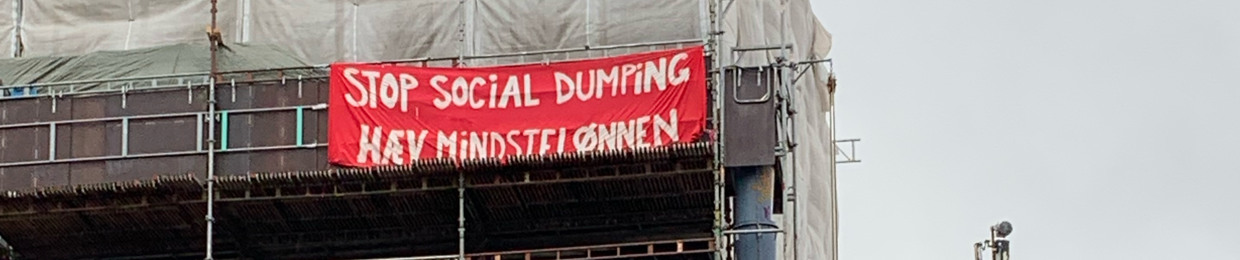 STOP SOCiAL DUMPiNG
HÆV MiNDSTELØNNEN